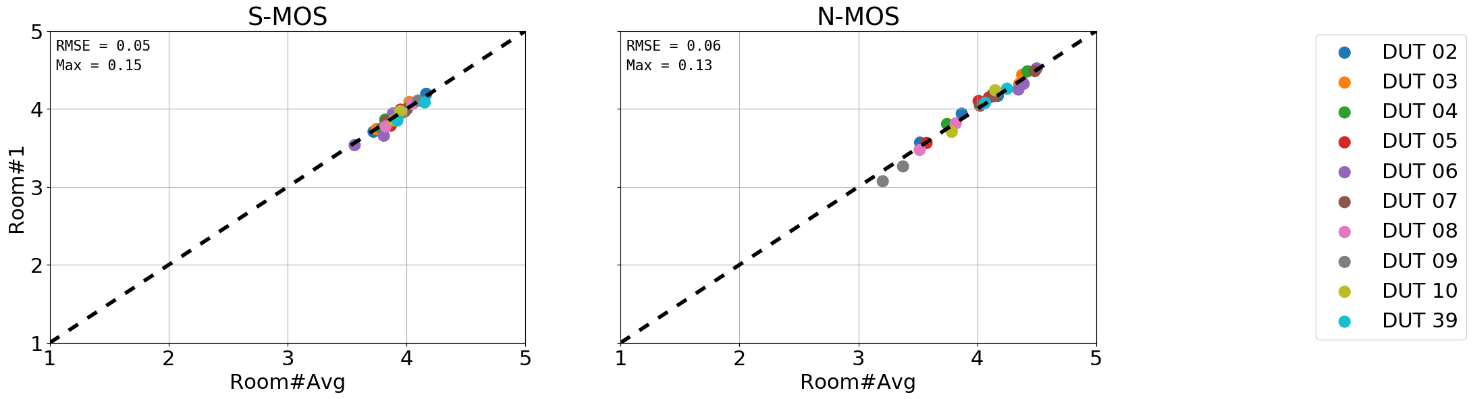 S-MOS
N-MOS
RMSE = 0.05
Max = 0.15
RMSE = 0.06
Max = 0.13
5
4
3
2
1
Room#1
1 2 3 4 5
1 2 3 4 5
Room#Avg
Room#Avg
DUT 02
DUT 03
DUT 04
DUT 05
DUT 06
DUT 07
DUT 08
DUT 09
DUT 10
DUT 39